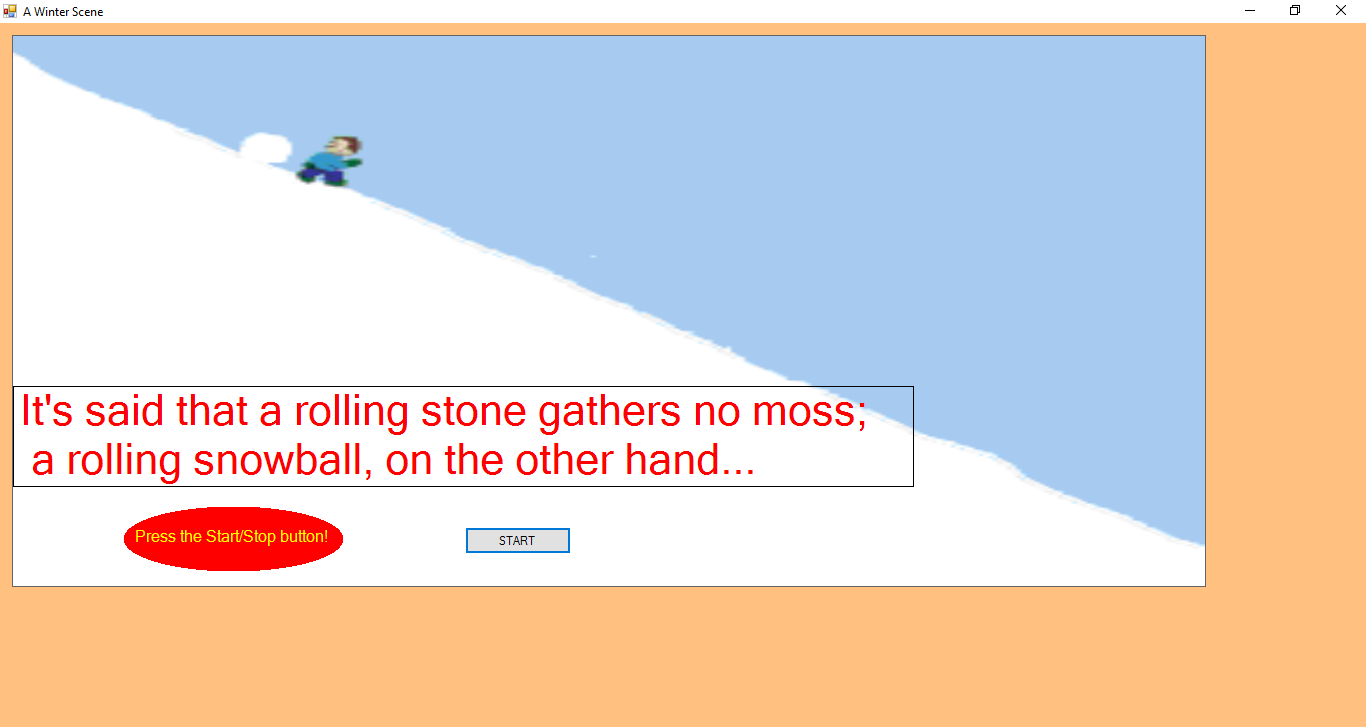 A Winter Scene
It's said that a rolling stone gathers no moss;
a rolling snowball, on the other hand...
Press the Start/Stop button!
START